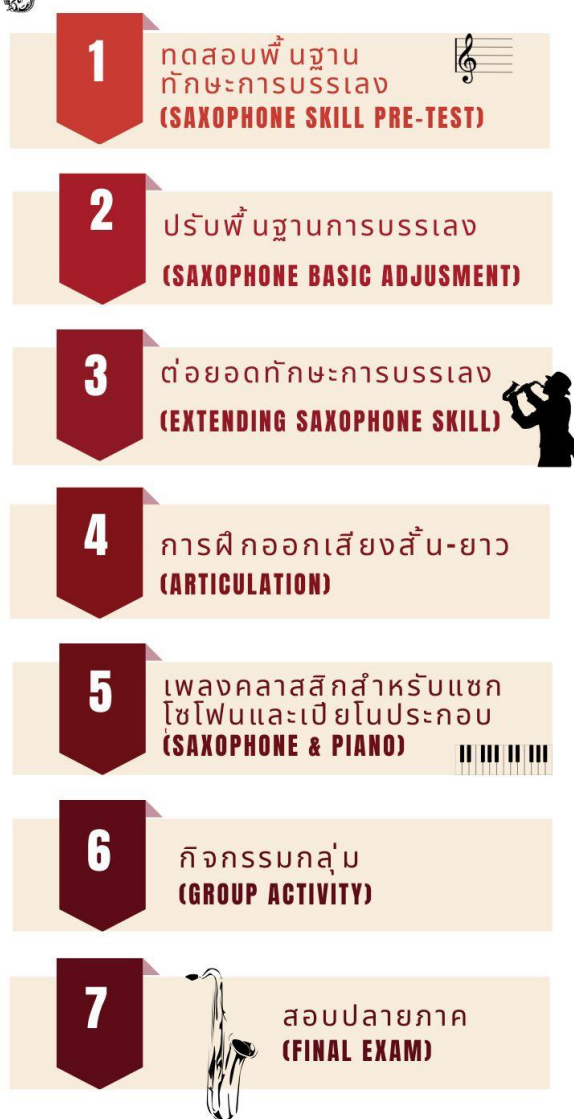 1
ทดสอบพื้นฐาน
ทักษะการบรรเลง
(SAXOPHONE SKILL PRE-TEST)
2
ปรับพื้นฐานการบรรเลง
(SAXOPHONE BASIC ADJUSMENT)
3
ต่อยอดทักษะการบรรเลง
(EXTENDING SAXOPHONE SKILL)
4
การฝึกออกเสียงสั้น-ยาว
(ARTICULATION)
5
เพลงคลาสสิกสำหรับแซก
โซโฟนและเปียโนประกอบ
(SAXOPHONE & PIANO)
6
กิจกรรมกลุ่ม
(GROUP ACTIVITY)
7
สอบปลายภาค
(FINAL EXAM)